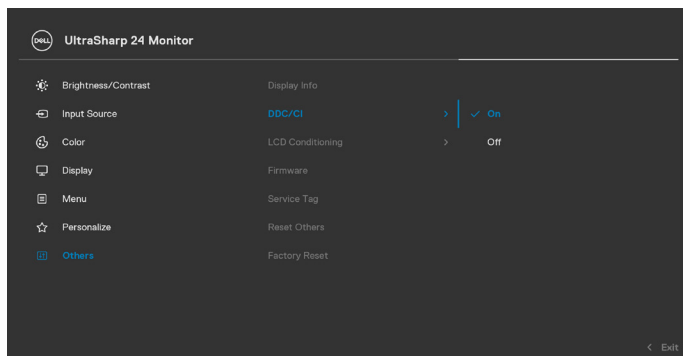 DELL UltraSharp 24 Monitor
Brightness/Contrast Display Info
Input Source DDC/CI > ✓ On
Color LCD Conditioning > Off
Display Firmware
Menu Service Tag
Personalize Reset Others
Others Factory Reset
< Exit